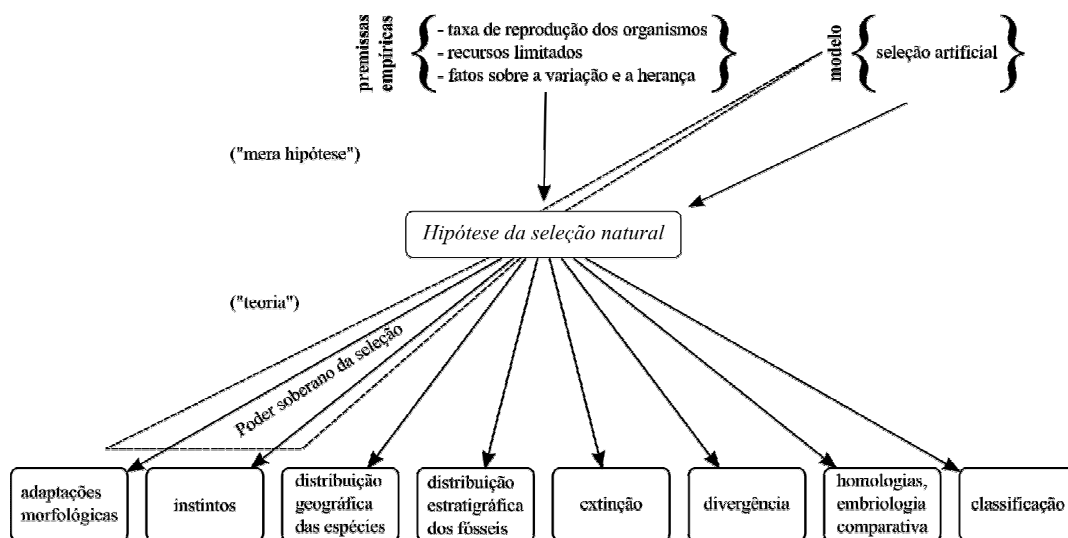 premissas
empíricas
- taxa de reprodução dos organismos
- recursos limitados
- fatos sobre a variação e a herança
modelo
seleção artificial
("mera hipótese")
Hipótese da seleção natural
("teoria")
Poder soberano da seleção
adaptações
morfológicas
instintos
distribuição
geográfica
das espécies
distribuição
estratigráfica
dos fósseis
extinção
divergência
homologias,
embriologia
comparativa
classificação